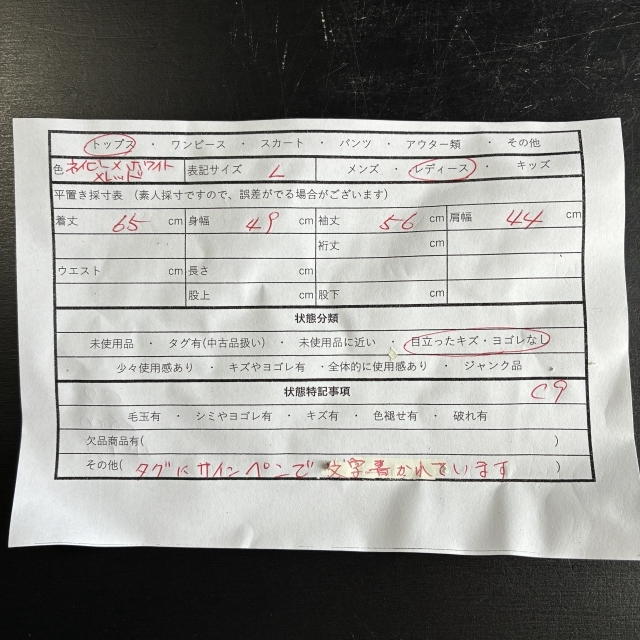 トップス ・ ワンピース ・ スカート ・ パンツ ・ アウター類 ・ その他
色 ネイビー×ホワイト×レッド 表記サイズ L メンズ ・ レディース ・ キッズ
平置き採寸表 (素人採寸ですので、誤差がでる場合がございます)
着丈 65 cm 身幅 49 cm 袖丈 56 cm 肩幅 44 cm
裄丈 cm
ウエスト cm 長さ cm
股上 cm 股下 cm
状態分類
未使用品 ・ タグ有(中古品扱い) ・ 未使用品に近い ・ 目立ったキズ・ヨゴレなし
少々使用感あり ・ キズやヨゴレ有 ・全体的に使用感あり ・ ジャンク品
状態特記事項 C9
毛玉有 ・ シミやヨゴレ有 ・ キズ有 ・ 色褪せ有 ・ 破れ有
欠品商品有( )
その他( タグにサインペンで文字書かれています )